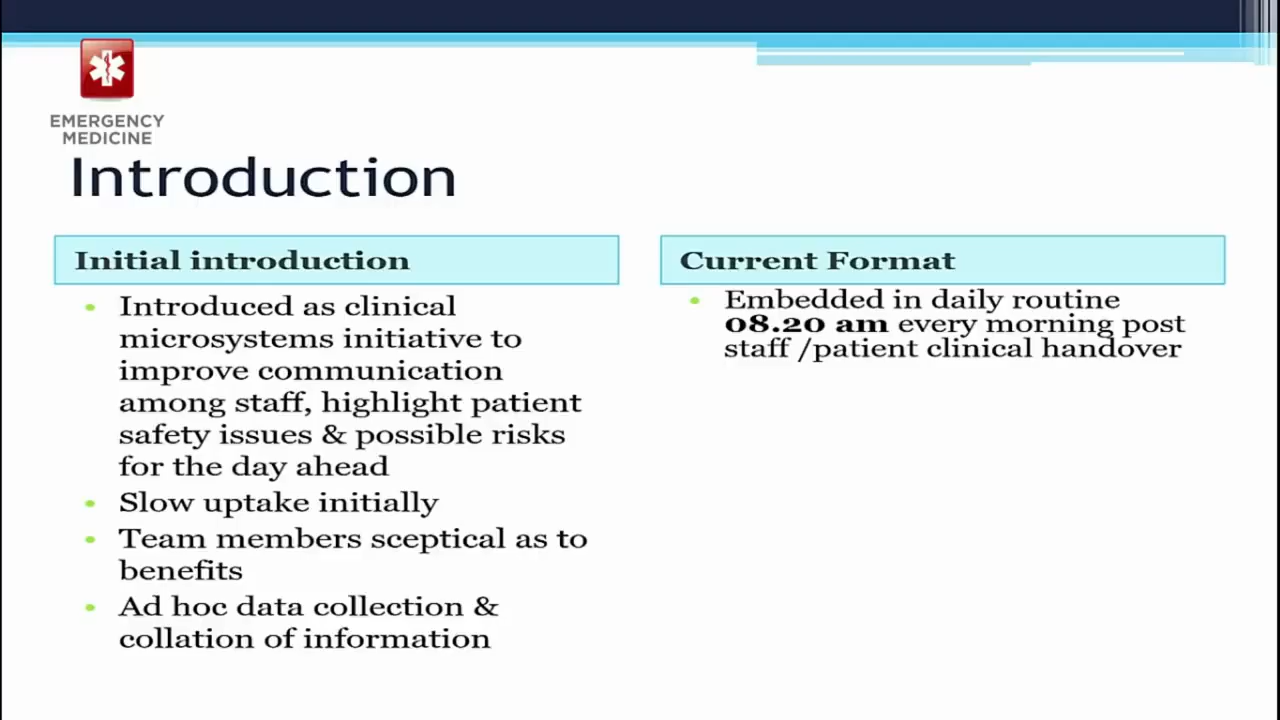 EMERGENCY
MEDICINE
Introduction
Initial introduction
• Introduced as clinical
microsystems initiative to
improve communication
among staff, highlight patient
safety issues & possible risks
for the day ahead
• Slow uptake initially
• Team members sceptical as to
benefits
• Ad hoc data collection &
collation of information
Current Format
• Embedded in daily routine
08.20 am every morning post
staff /patient clinical handover